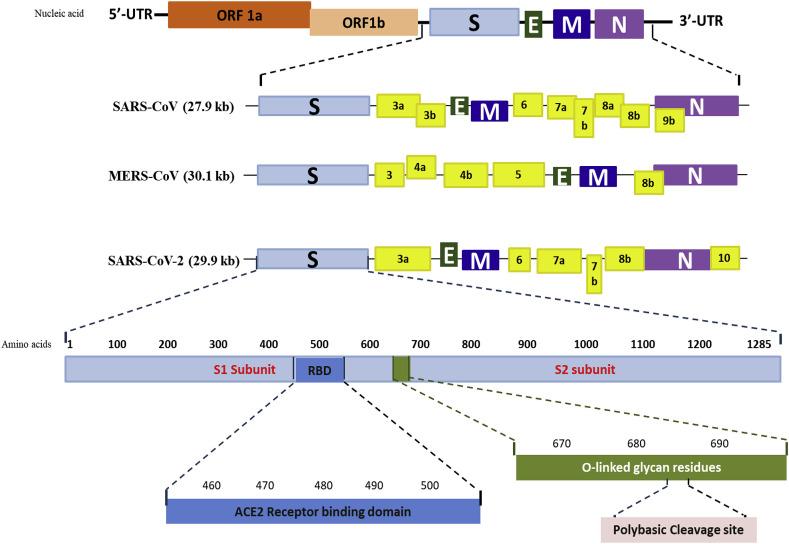 Nucleic acid
5’-UTR
ORF 1a
ORF1b
S
E
M
N
3’-UTR
SARS-CoV (27.9 kb)
S
3a
3b
E
M
6
7a
7
b
8a
8b
9b
N
MERS-CoV (30.1 kb)
S
3
4a
4b
5
E
M
8b
N
SARS-CoV-2 (29.9 kb)
S
3a
E
M
6
7a
7
b
8b
N
10
Amino acids
1 100 200 300 400 500 600 700 800 900 1000 1100 1200 1285
S1 Subunit
RBD
S2 subunit
460 470 480 490 500
ACE2 Receptor binding domain
670 680 690
O-linked glycan residues
Polybasic Cleavage site